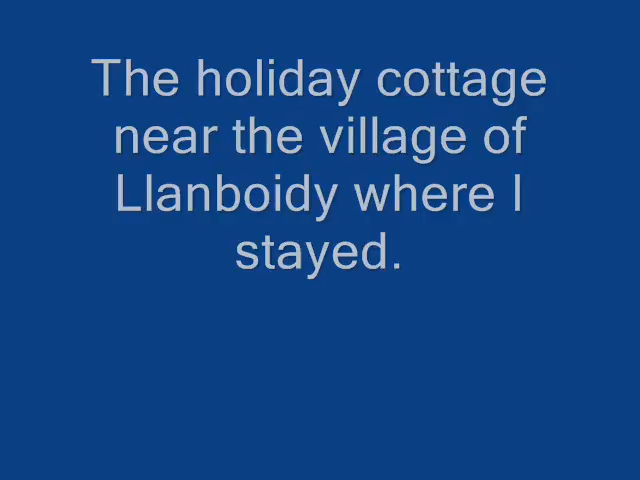 The holiday cottage
near the village of
Llanboidy where I
stayed.